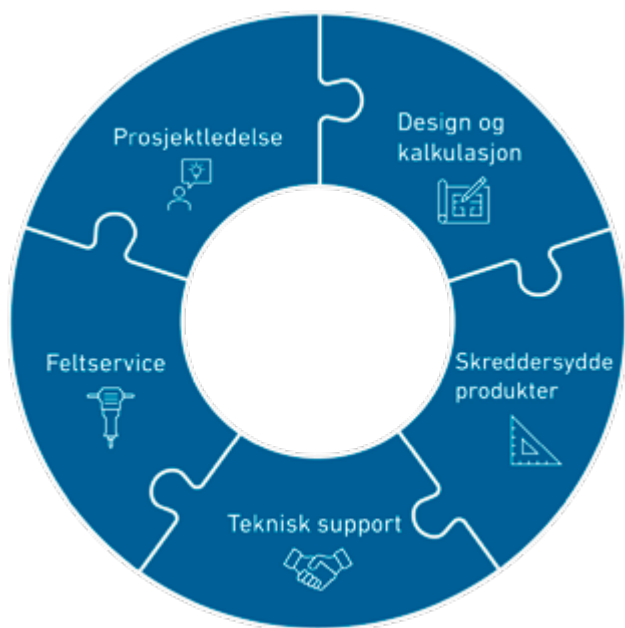 Prosjektledelse
Design og
kalkulasjon
Feltservice
Skreddersydde
produkter
Teknisk support